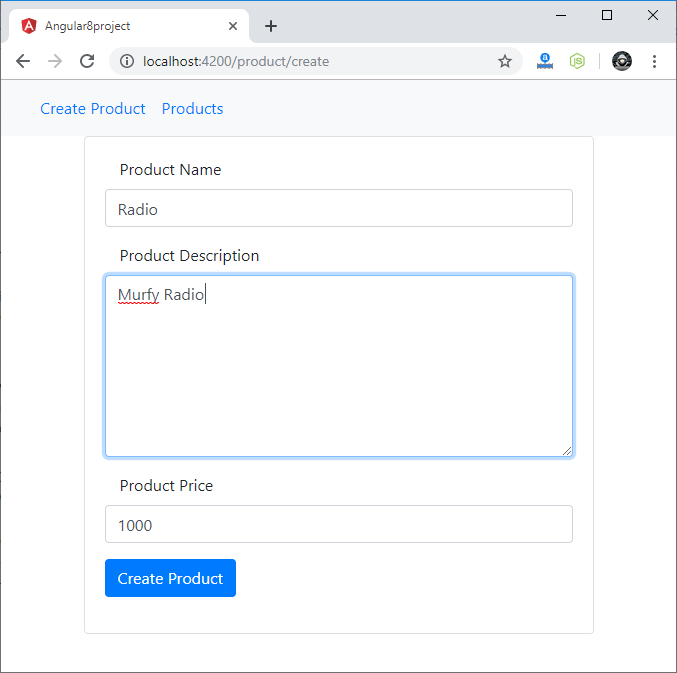 Angular8project
localhost:4200/product/create
Create Product Products
Product Name
Radio
Product Description
Murfy Radio
Product Price
1000
Create Product